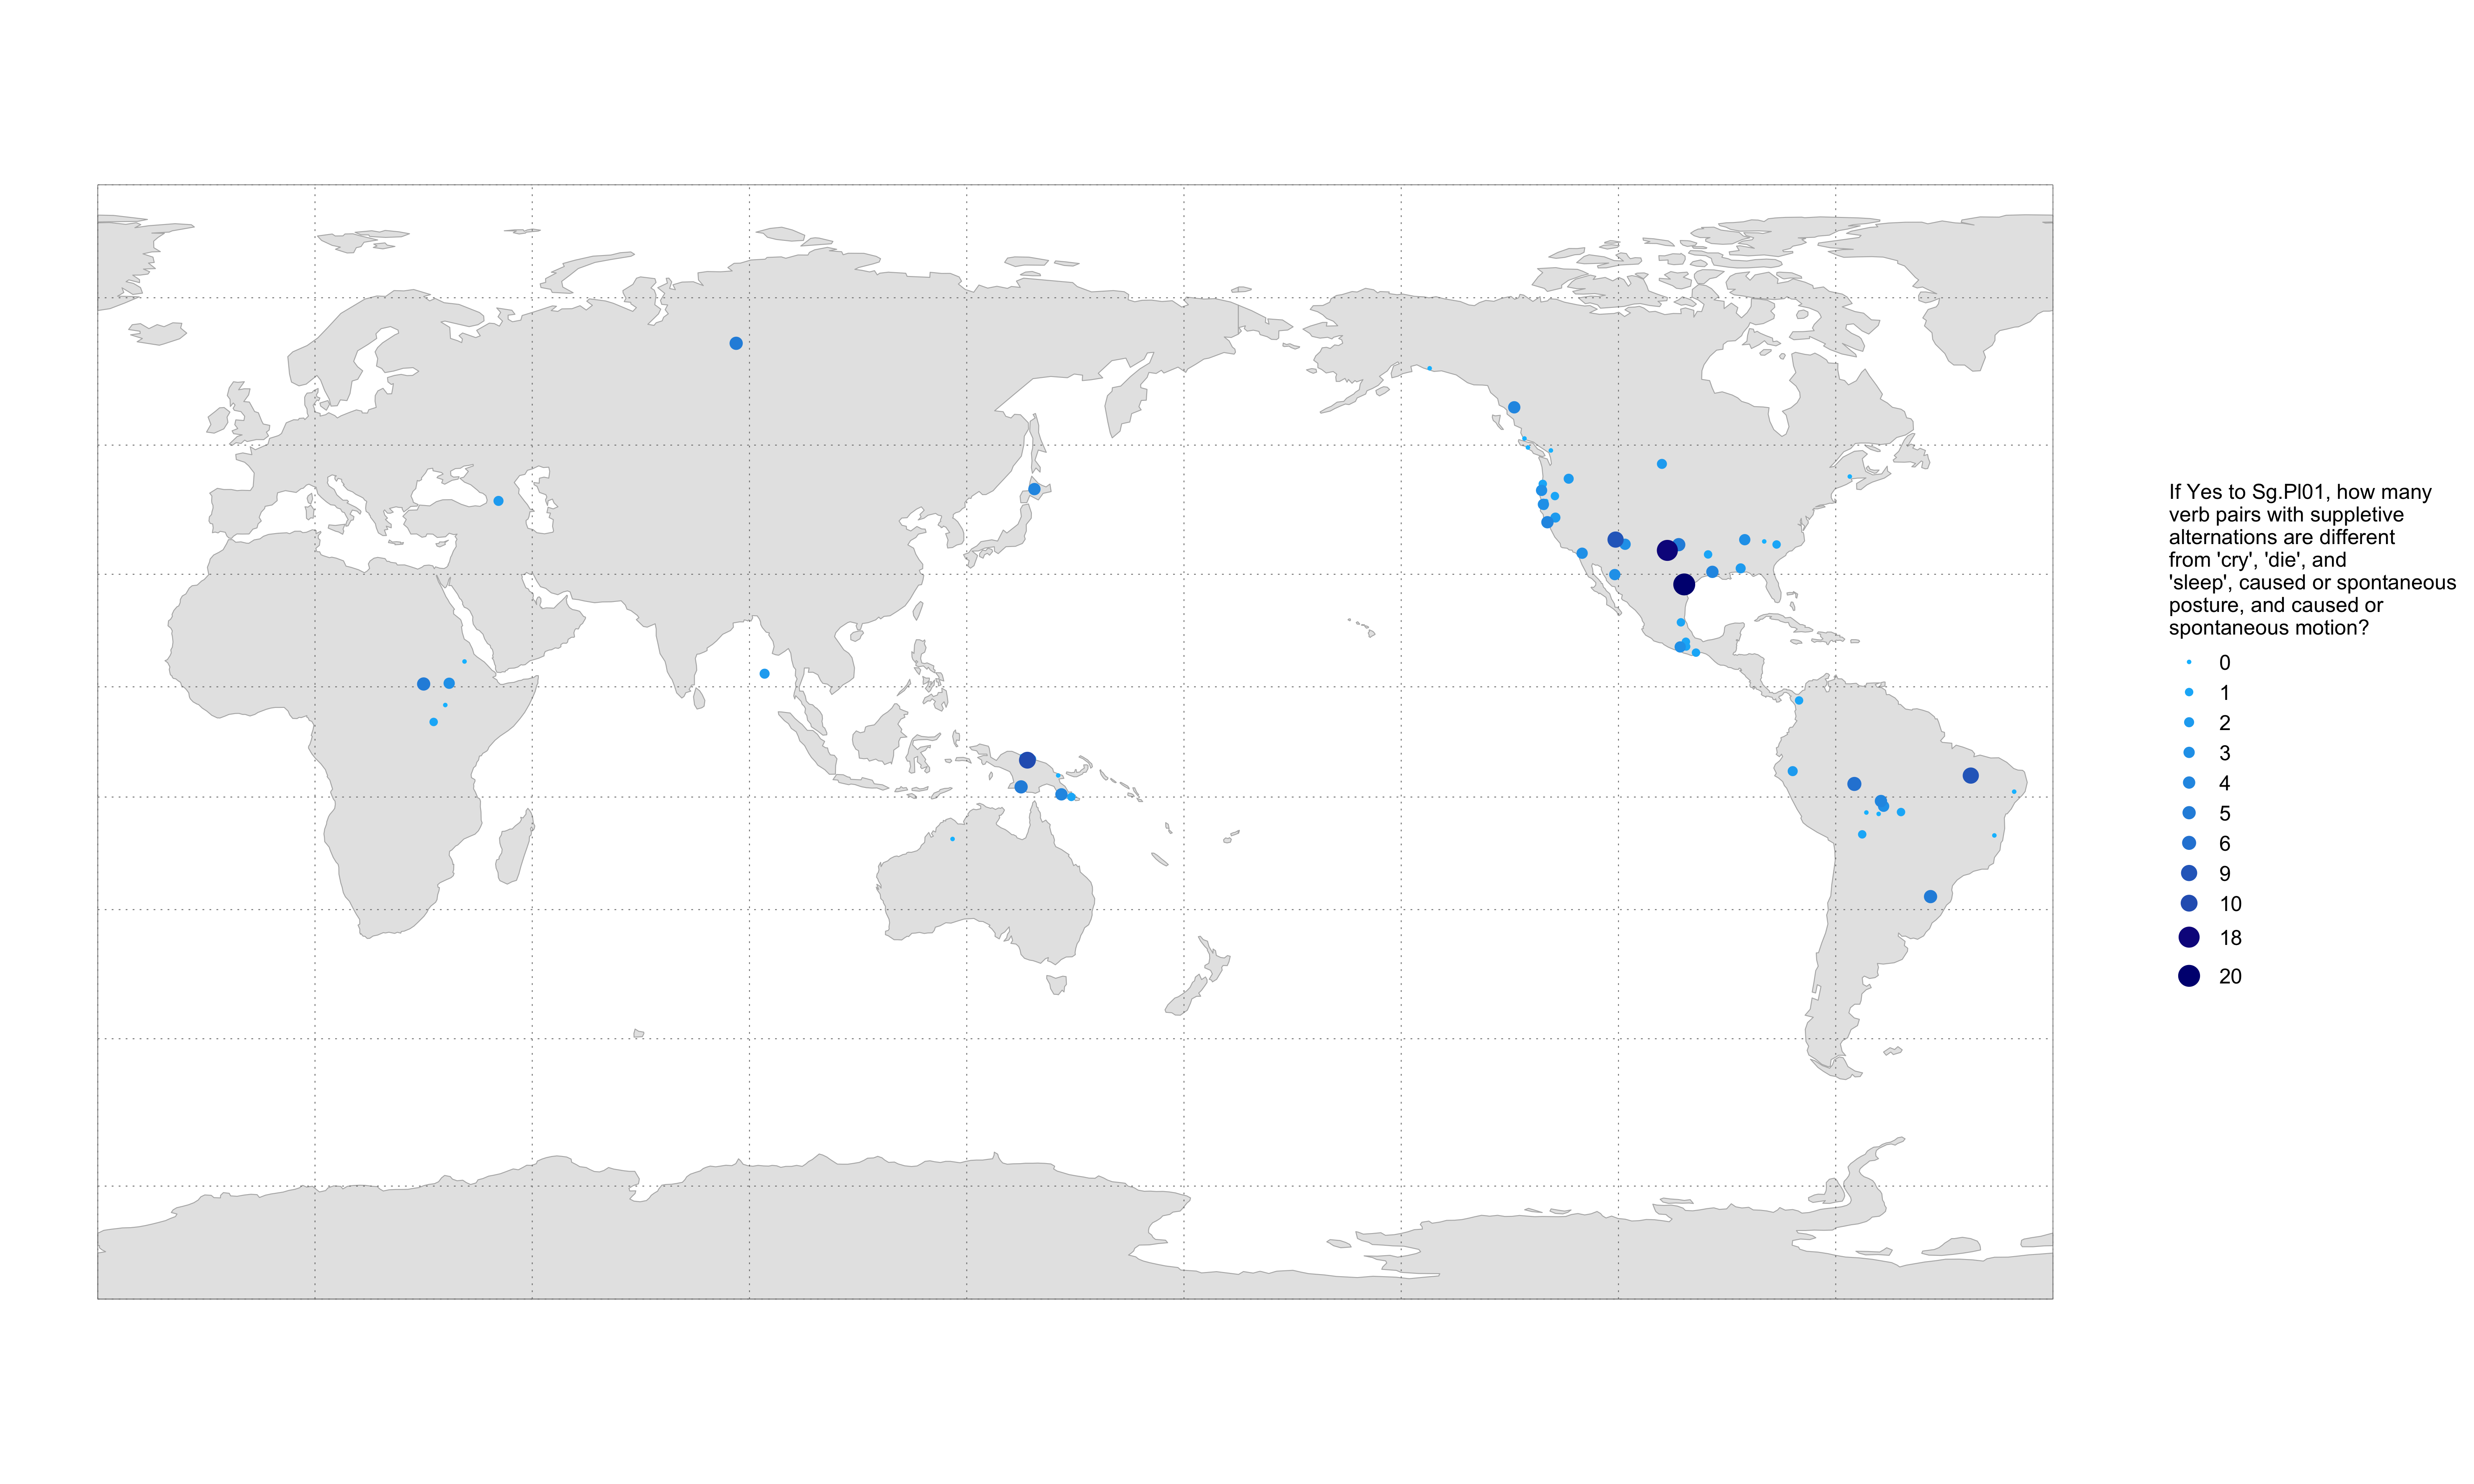 If Yes to Sg.Pl01, how many
verb pairs with suppletive
alternations are different
from 'cry', 'die', and
'sleep', caused or spontaneous
posture, and caused or
spontaneous motion?
0
1
2
3
4
5
6
9
10
18
20